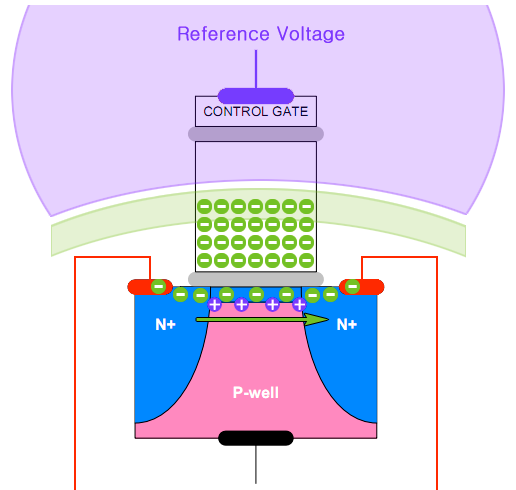 Reference Voltage
CONTROL GATE
N+
N+
P-well